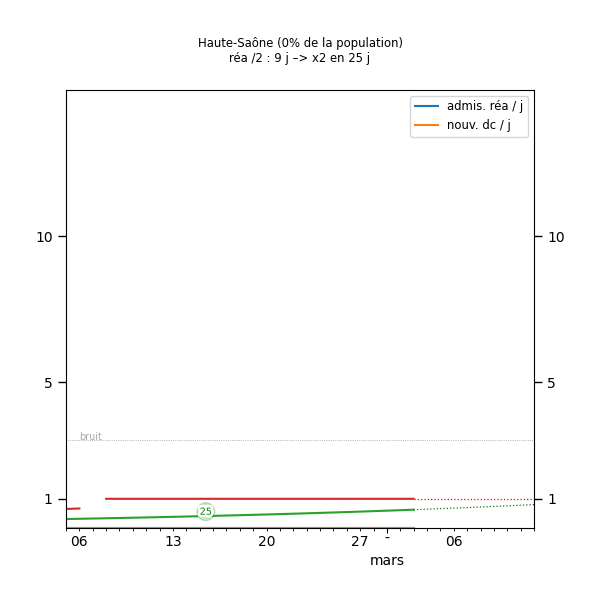 Haute-Saône (0% de la population)
réa /2 : 9 j –> x2 en 25 j
admis. réa / j
nouv. dc / j
10 10
5 5
bruit
1 1
25
06 13 20 27 - 06
mars